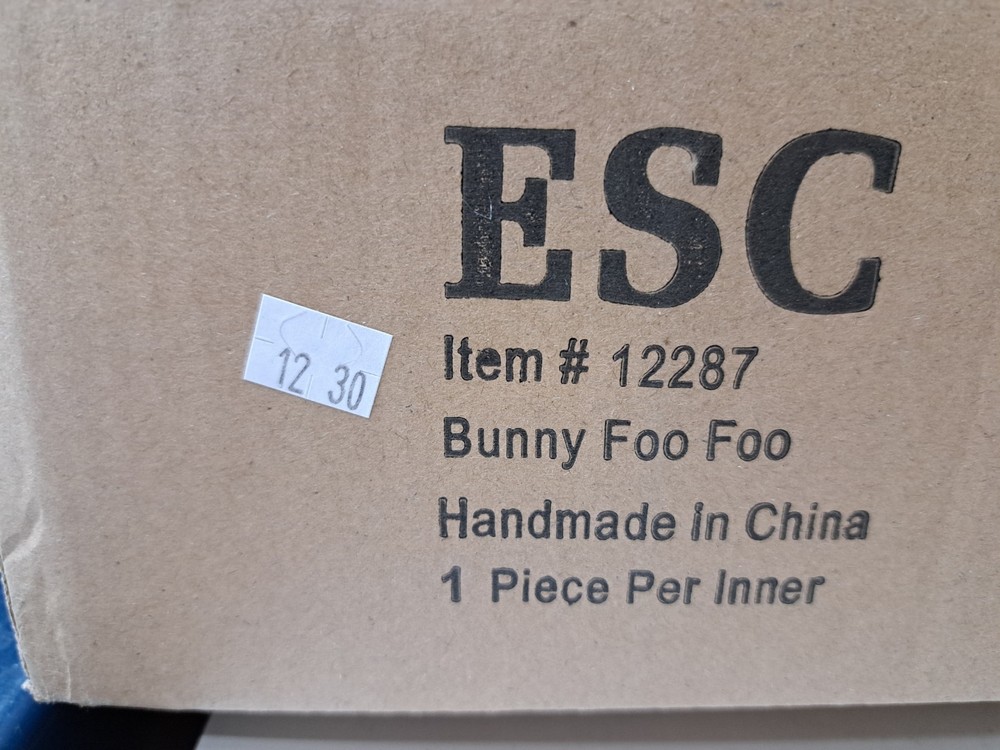 ESC
12 30
Item # 12287
Bunny Foo Foo
Handmade in China
1 Piece Per Inner